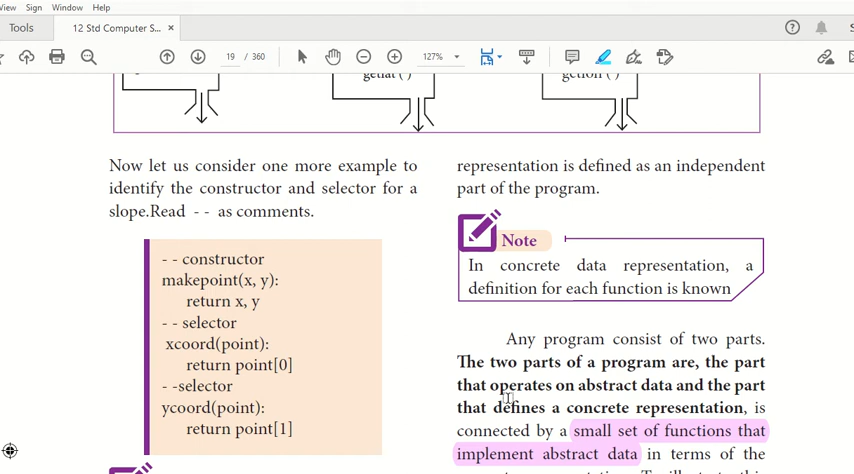 View Sign Window Help
Tools 12 Std Computer S... ×
19 / 360 127%
getlat ( )
getlon ( )
Now let us consider one more example to
identify the constructor and selector for a
slope.Read - - as comments.
- - constructor
makepoint(x, y):
return x, y
- - selector
xcoord(point):
return point[0]
- -selector
ycoord(point):
return point[1]
representation is defined as an independent
part of the program.
Note
In concrete data representation, a
definition for each function is known
Any program consist of two parts.
The two parts of a program are, the part
that operates on abstract data and the part
that defines a concrete representation, is
connected by a small set of functions that
implement abstract data in terms of the